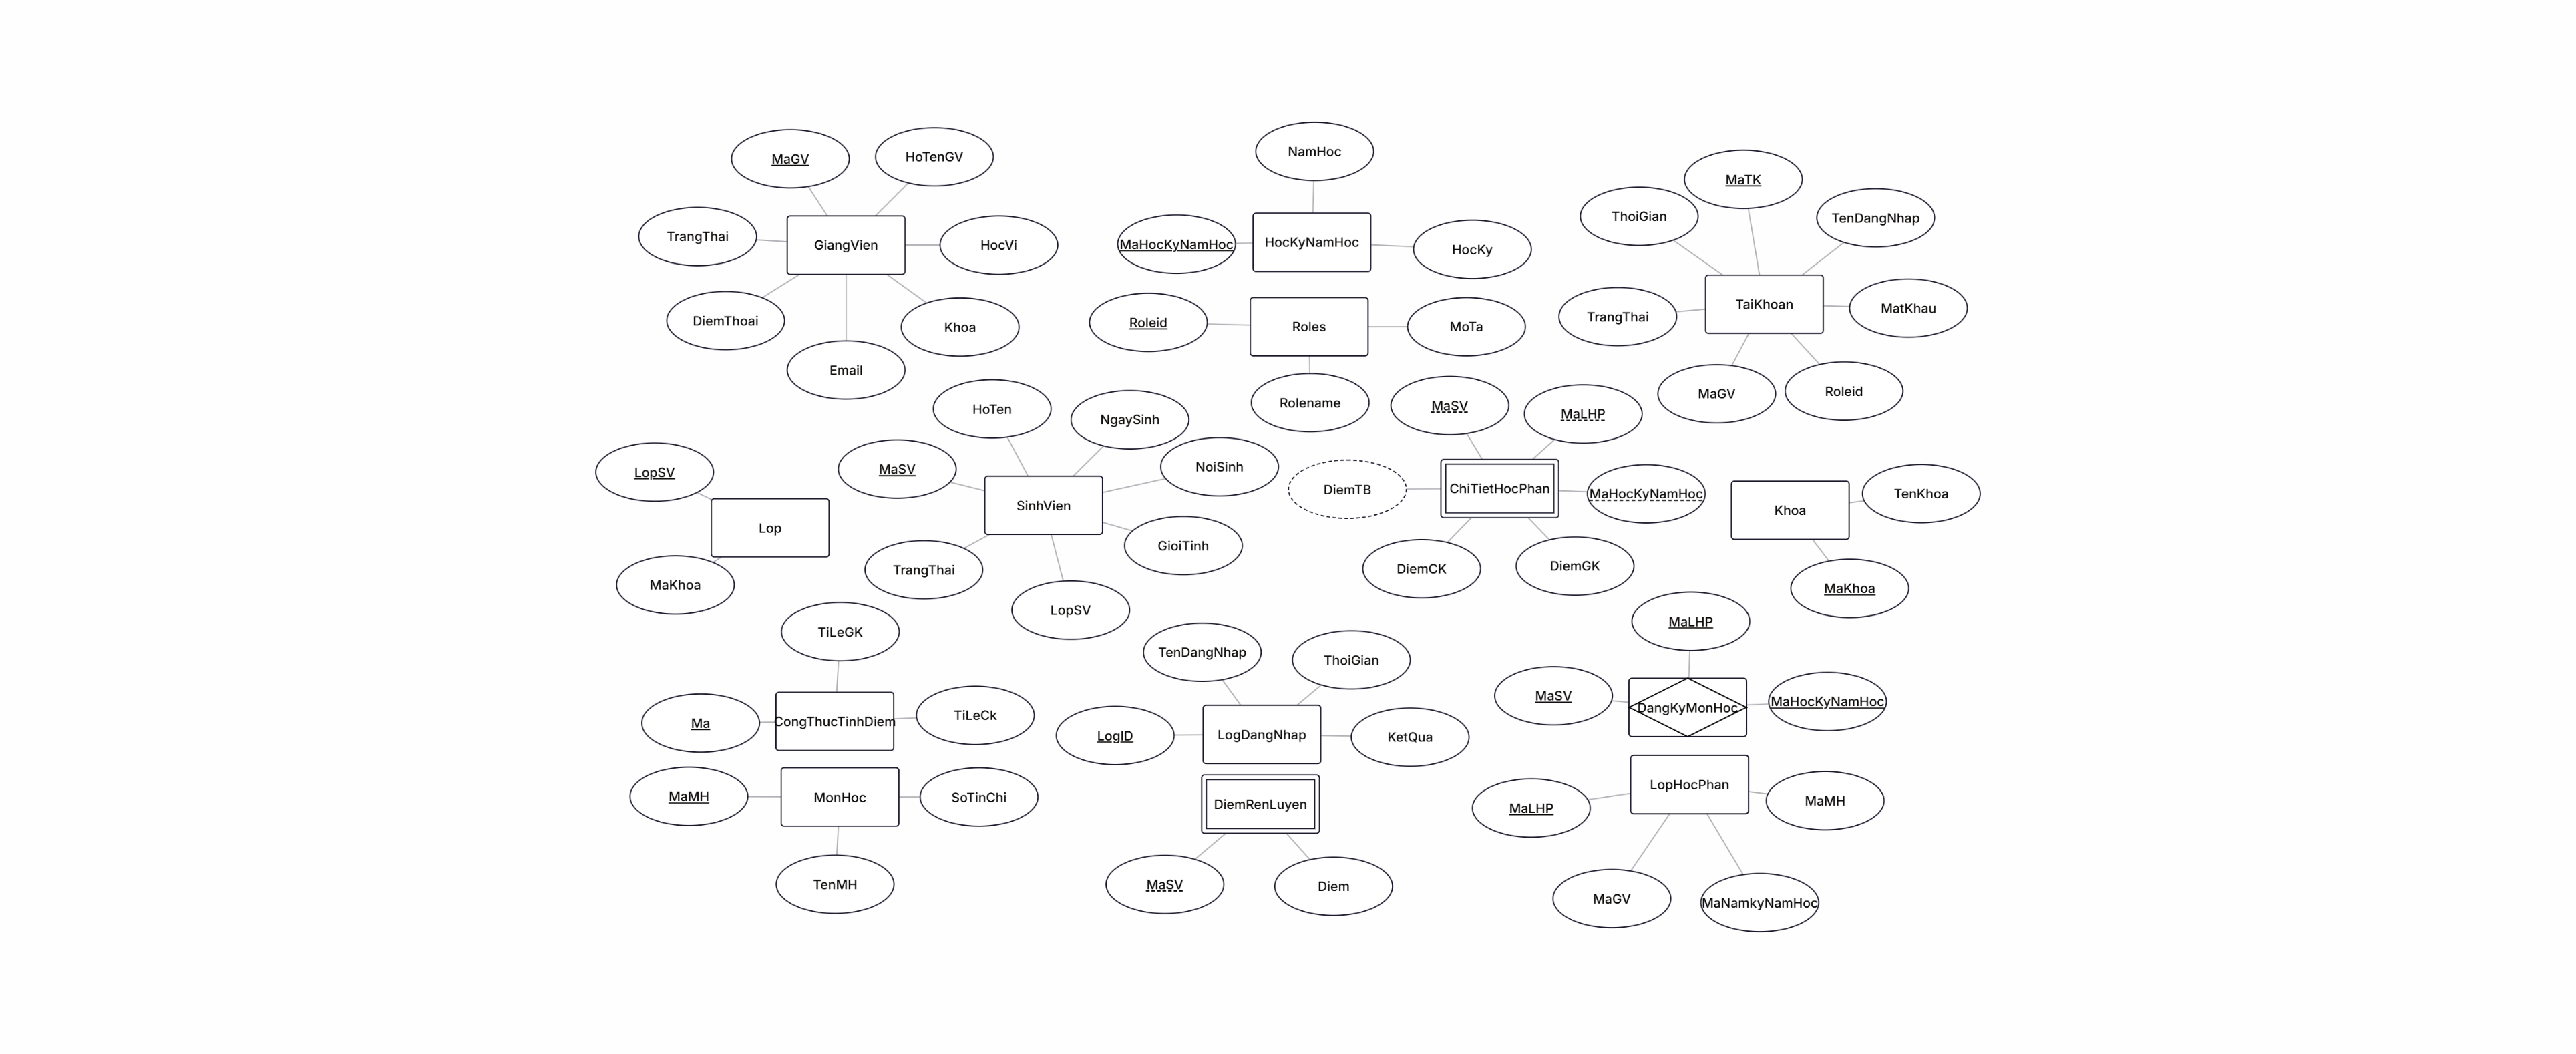 MaGV
HoTenGV
TrangThai
GiangVien
HocVi
DiemThoai
Khoa
Email
NamHoc
MaHocKyNamHoc
HocKyNamHoc
HocKy
Roleid
Roles
MoTa
Rolename
MaTK
ThoiGian
TenDangNhap
TaiKhoan
TrangThai
MatKhau
MaGV
Roleid
LopSV
Lop
MaKhoa
HoTen
NgaySinh
MaSV
NoiSinh
SinhVien
GioiTinh
TrangThai
LopSV
MaSV
MaLHP
DiemTB
ChiTietHocPhan
MaHocKyNamHoc
DiemCK
DiemGK
Khoa
TenKhoa
MaKhoa
TiLeGK
Ma
CongThucTinhDiem
TiLeCk
MaMH
MonHoc
SoTinChi
TenMH
TenDangNhap
ThoiGian
LogID
LogDangNhap
KetQua
DiemRenLuyen
MaSV
Diem
MaLHP
MaSV
DangKyMonHoc
MaHocKyNamHoc
LopHocPhan
MaLHP
MaMH
MaGV
MaNamkyNamHoc